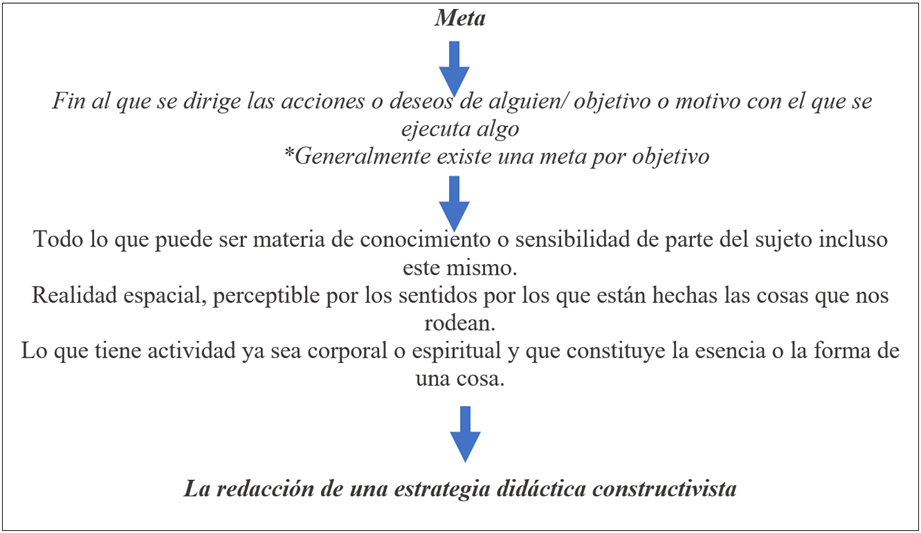 Meta
Fin al que se dirige las acciones o deseos de alguien/ objetivo o motivo con el que se
ejecuta algo
*Generalmente existe una meta por objetivo
Todo lo que puede ser materia de conocimiento o sensibilidad de parte del sujeto incluso
este mismo.
Realidad espacial, perceptible por los sentidos por los que están hechas las cosas que nos
rodean.
Lo que tiene actividad ya sea corporal o espiritual y que constituye la esencia o la forma de
una cosa.
La redacción de una estrategia didáctica constructivista